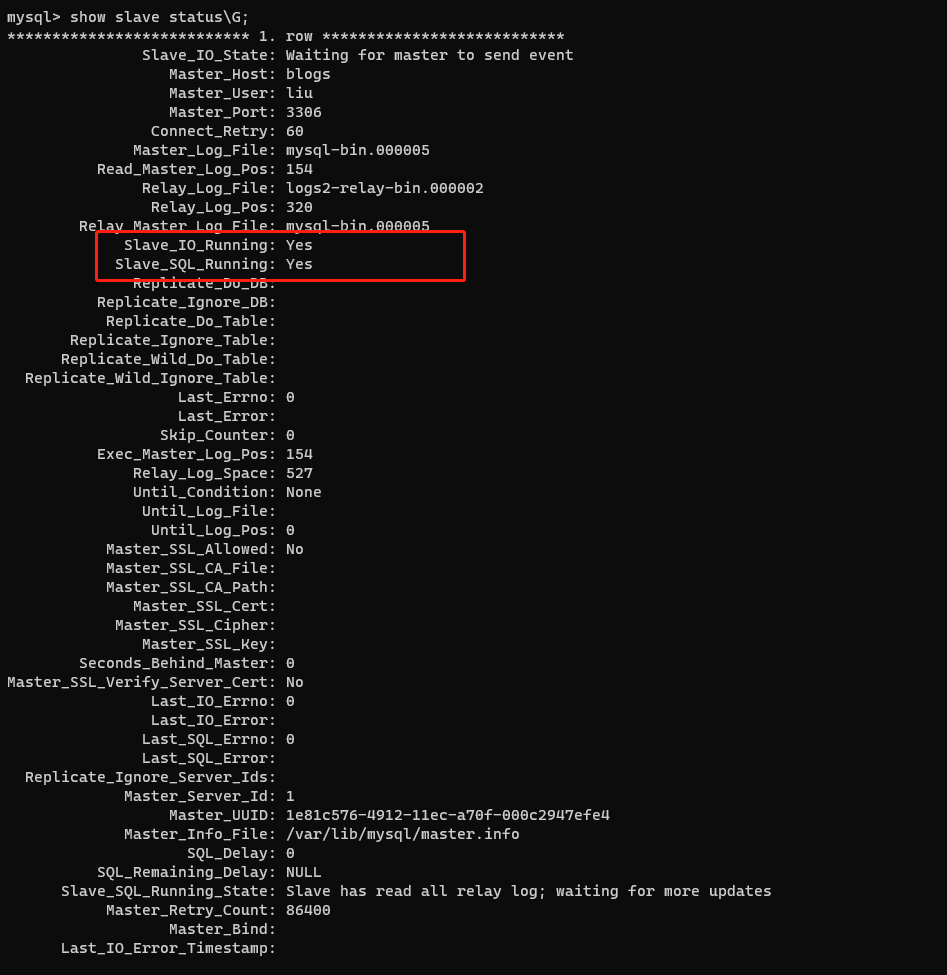 mysql> show slave status\G;
*************************** 1. row ***************************
Slave_IO_State: Waiting for master to send event
Master_Host: blogs
Master_User: liu
Master_Port: 3306
Connect_Retry: 60
Master_Log_File: mysql-bin.000005
Read_Master_Log_Pos: 154
Relay_Log_File: logs2-relay-bin.000002
Relay_Log_Pos: 320
Relay_Master_Log_File: mysql-bin.000005
Slave_IO_Running: Yes
Slave_SQL_Running: Yes
Replicate_Do_DB:
Replicate_Ignore_DB:
Replicate_Do_Table:
Replicate_Ignore_Table:
Replicate_Wild_Do_Table:
Replicate_Wild_Ignore_Table:
Last_Errno: 0
Last_Error:
Skip_Counter: 0
Exec_Master_Log_Pos: 154
Relay_Log_Space: 527
Until_Condition: None
Until_Log_File:
Until_Log_Pos: 0
Master_SSL_Allowed: No
Master_SSL_CA_File:
Master_SSL_CA_Path:
Master_SSL_Cert:
Master_SSL_Cipher:
Master_SSL_Key:
Seconds_Behind_Master: 0
Master_SSL_Verify_Server_Cert: No
Last_IO_Errno: 0
Last_IO_Error:
Last_SQL_Errno: 0
Last_SQL_Error:
Replicate_Ignore_Server_Ids:
Master_Server_Id: 1
Master_UUID: 1e81c576-4912-11ec-a70f-000c2947efe4
Master_Info_File: /var/lib/mysql/master.info
SQL_Delay: 0
SQL_Remaining_Delay: NULL
Slave_SQL_Running_State: Slave has read all relay log; waiting for more updates
Master_Retry_Count: 86400
Master_Bind:
Last_IO_Error_Timestamp: